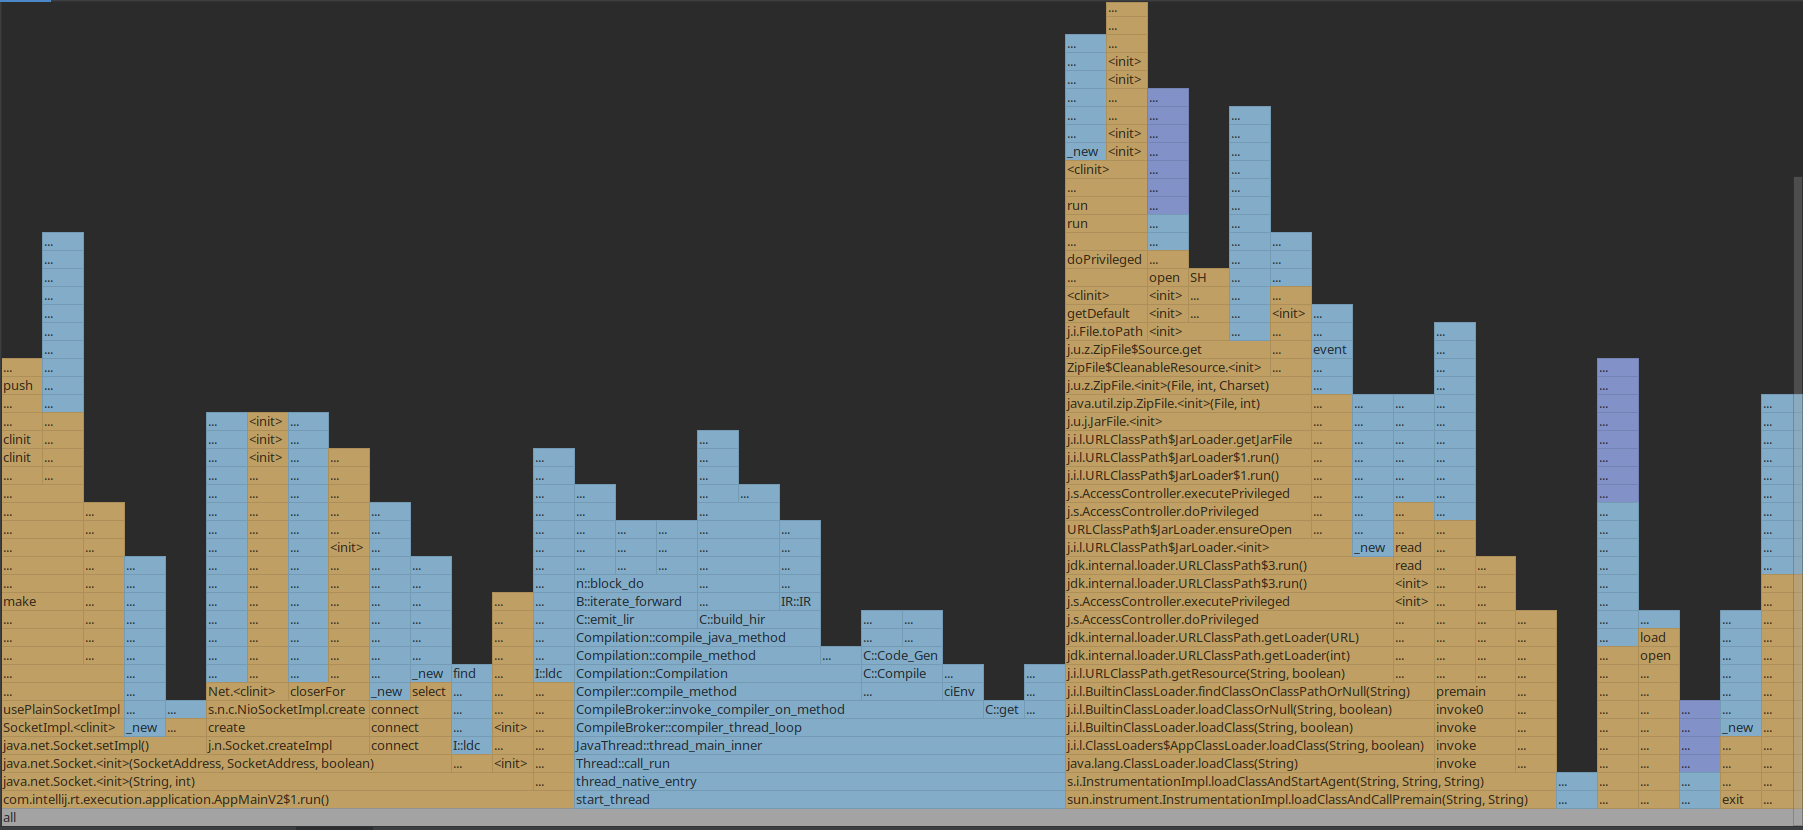 <init>
<init>
<init>
_new <init>
<clinit>
run
run
doPrivileged
open SH
<clinit> <init>
getDefault <init> <init>
j.i.File.toPath <init>
j.u.z.ZipFile$Source.get event
ZipFile$CleanableResource.<init>
push j.u.z.ZipFile.<init>(File, int, Charset)
java.util.zip.ZipFile.<init>(File, int)
<init> j.u.j.JarFile.<init>
clinit <init> j.i.l.URLClassPath$JarLoader.getJarFile
clinit <init> j.i.l.URLClassPath$JarLoader$1.run()
j.i.l.URLClassPath$JarLoader$1.run()
j.s.AccessController.executePrivileged
j.s.AccessController.doPrivileged
URLClassPath$JarLoader.ensureOpen
<init> j.i.l.URLClassPath$JarLoader.<init> _new read
jdk.internal.loader.URLClassPath$3.run() read
n::block_do jdk.internal.loader.URLClassPath$3.run() <init>
make B::iterate_forward IR::IR j.s.AccessController.executePrivileged <init>
C::emit_lir C::build_hir j.s.AccessController.doPrivileged
Compilation::compile_java_method jdk.internal.loader.URLClassPath.getLoader(URL) load
Compilation::compile_method C::Code_Gen jdk.internal.loader.URLClassPath.getLoader(int) open
_new find I::ldc Compilation::Compilation C::Compile j.i.l.URLClassPath.getResource(String, boolean)
Net.<clinit> closerFor _new select Compiler::compile_method ciEnv j.i.l.BuiltinClassLoader.findClassOnClassPathOrNull(String) premain
usePlainSocketImpl s.n.c.NioSocketImpl.create connect CompileBroker::invoke_compiler_on_method C::get j.i.l.BuiltinClassLoader.loadClassOrNull(String, boolean) invoke0
SocketImpl.<clinit> _new create connect <init> CompileBroker::compiler_thread_loop j.i.l.BuiltinClassLoader.loadClass(String, boolean) invoke _new
java.net.Socket.setImpl() j.n.Socket.createImpl connect I::ldc JavaThread::thread_main_inner j.i.l.ClassLoaders$AppClassLoader.loadClass(String, boolean) invoke
java.net.Socket.<init>(SocketAddress, SocketAddress, boolean) <init> Thread::call_run java.lang.ClassLoader.loadClass(String) invoke
java.net.Socket.<init>(String, int) thread_native_entry s.i.InstrumentationImpl.loadClassAndStartAgent(String, String, String)
com.intellij.rt.execution.application.AppMainV2$1.run() start_thread sun.instrument.InstrumentationImpl.loadClassAndCallPremain(String, String) exit
all